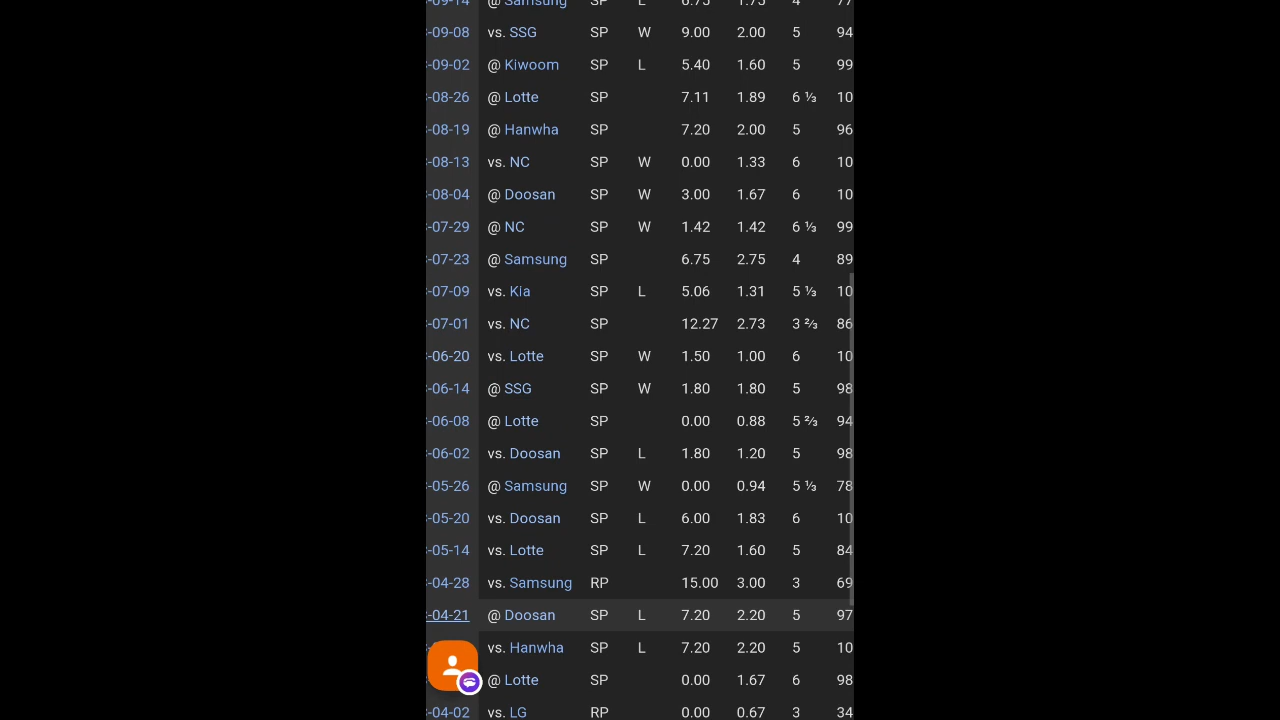 -09-14 @ Samsung SP L 6.75 1.75 4 77
-09-08 vs. SSG SP W 9.00 2.00 5 94
-09-02 @ Kiwoom SP L 5.40 1.60 5 99
-08-26 @ Lotte SP 7.11 1.89 6 ⅓ 10
-08-19 @ Hanwha SP 7.20 2.00 5 96
-08-13 vs. NC SP W 0.00 1.33 6 10
-08-04 @ Doosan SP W 3.00 1.67 6 10
-07-29 @ NC SP W 1.42 1.42 6 ⅓ 99
-07-23 @ Samsung SP 6.75 2.75 4 89
-07-09 vs. Kia SP L 5.06 1.31 5 ⅓ 10
-07-01 vs. NC SP 12.27 2.73 3 ⅔ 86
-06-20 vs. Lotte SP W 1.50 1.00 6 10
-06-14 @ SSG SP W 1.80 1.80 5 98
-06-08 @ Lotte SP 0.00 0.88 5 ⅔ 94
-06-02 vs. Doosan SP L 1.80 1.20 5 98
-05-26 @ Samsung SP W 0.00 0.94 5 ⅓ 78
-05-20 vs. Doosan SP L 6.00 1.83 6 10
-05-14 vs. Lotte SP L 7.20 1.60 5 84
-04-28 vs. Samsung RP 15.00 3.00 3 69
-04-21 @ Doosan SP L 7.20 2.20 5 97
vs. Hanwha SP L 7.20 2.20 5 10
@ Lotte SP 0.00 1.67 6 98
-04-02 vs. LG RP 0.00 0.67 3 34